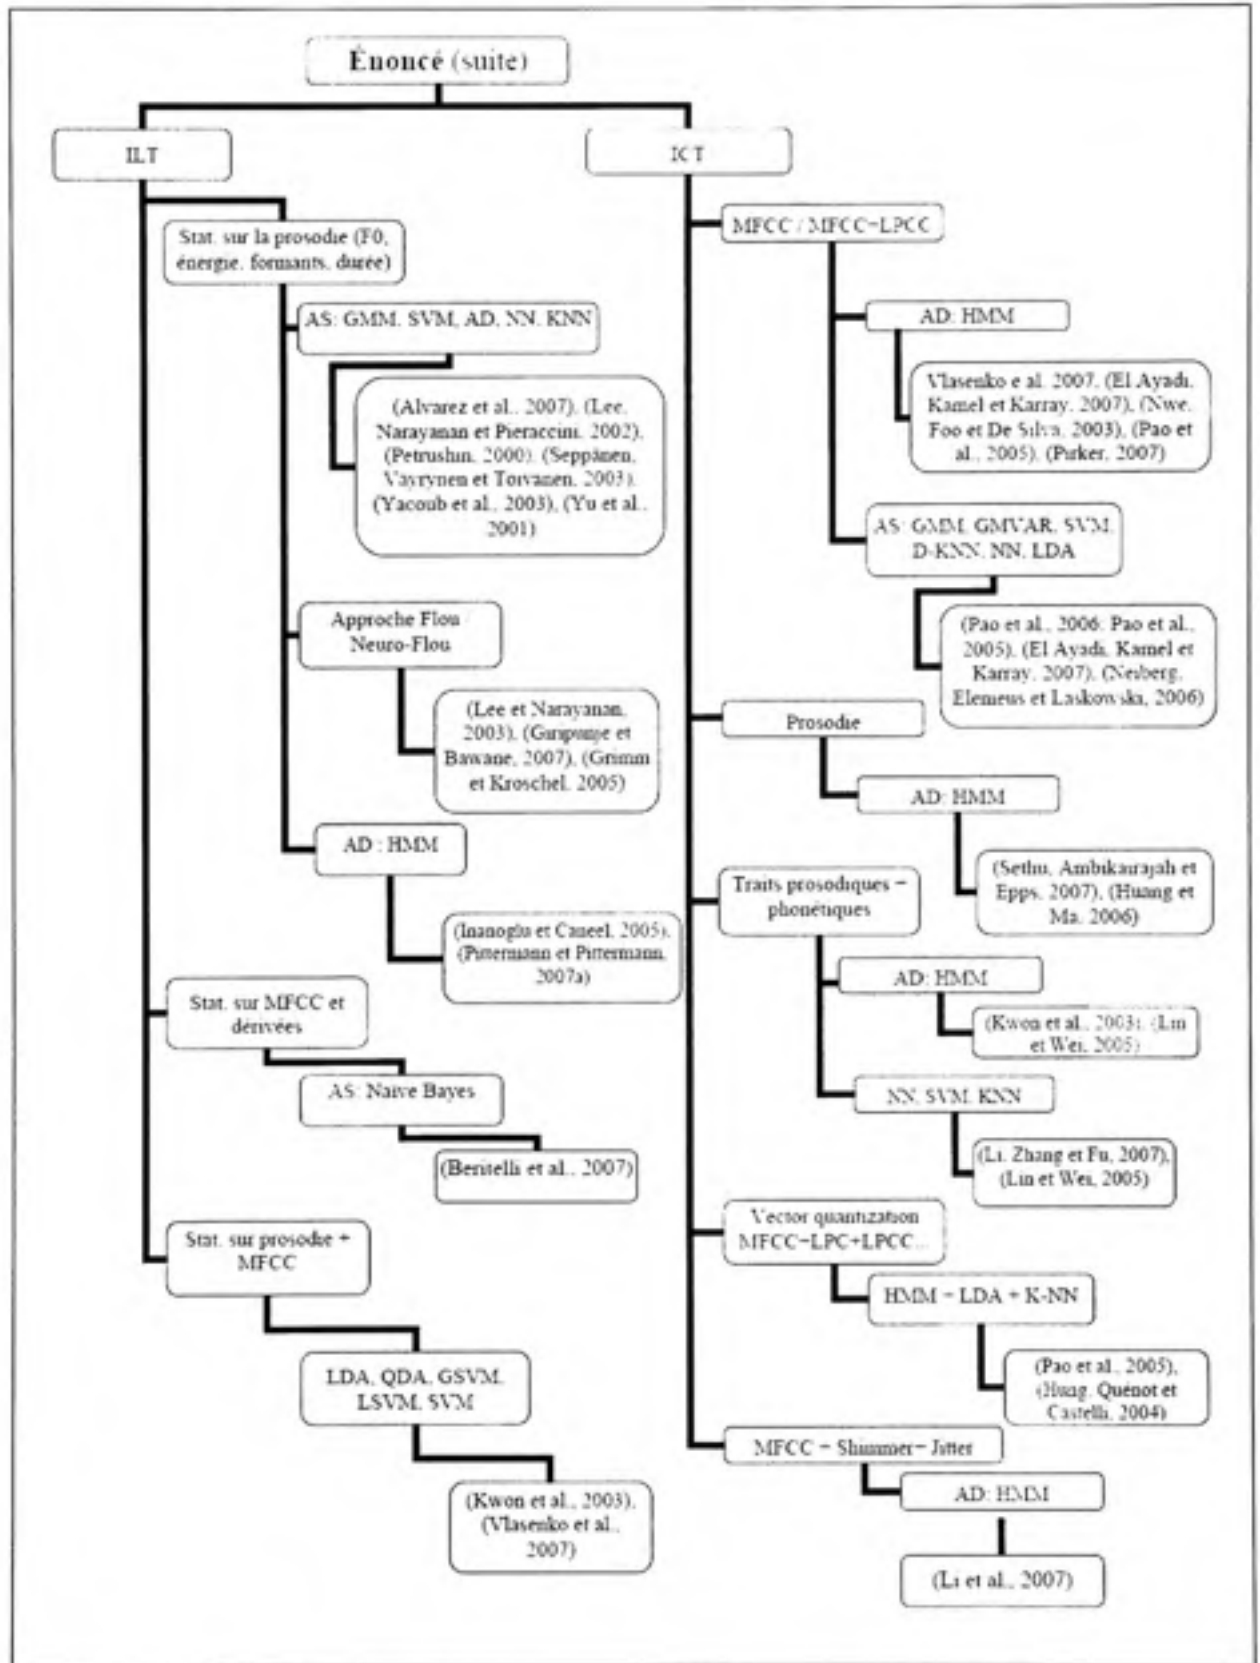 Énoncé (suite)
ILT
Stat. sur la prosodie (F0,
énergie, formants, durée)
AS: GMM, SVM, AD, NN, KNN
(Alvarez et al., 2007), (Lee,
Narayanan et Pieraccini, 2002),
(Petrushin, 2000), (Seppänen,
Väyrynen et Toivanen, 2003),
(Yacoub et al., 2003), (Yu et al.,
2001)
Approche Flou
Neuro-Flou
(Lee et Narayanan,
2003), (Giripunje et
Bawane, 2007), (Grimm
et Kroschel, 2005)
AD : HMM
(Inanoglu et Caneel, 2005),
(Pittermann et Pittermann,
2007a)
Stat. sur MFCC et
dérivées
AS: Naive Bayes
(Beritelli et al., 2007)
Stat. sur prosodie +
MFCC
LDA, QDA, GSVM,
LSVM, SVM
(Kwon et al., 2003),
(Vlasenko et al.,
2007)
ICT
MFCC / MFCC+LPCC
AD: HMM
Vlasenko e al. 2007, (El Ayadi,
Kamel et Karray, 2007), (Nwe,
Foo et De Silva, 2003), (Pao et
al., 2005), (Pirker, 2007)
AS: GMM, GMVAR, SVM,
D-KNN, NN, LDA
(Pao et al., 2006; Pao et al.,
2005), (El Ayadi, Kamel et
Karray, 2007), (Neiberg,
Elemeus et Laskowska, 2006)
Prosodie
AD: HMM
(Sethu, Ambikairajah et
Epps, 2007), (Huang et
Ma, 2006)
Traits prosodiques +
phonétiques
AD: HMM
(Kwon et al., 2003), (Lin
et Wei, 2005)
NN, SVM, KNN
(Li, Zhang et Fu, 2007),
(Lin et Wei, 2005)
Vector quantization
MFCC+LPC+LPCC...
HMM + LDA + K-NN
(Pao et al., 2005),
(Hung, Quénot et
Castelli, 2004)
MFCC + Shimmer+ Jitter
AD: HMM
(Li et al., 2007)